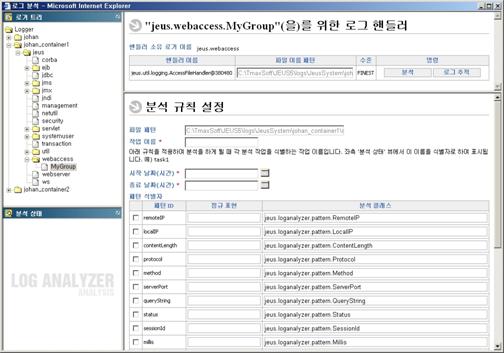 로그 분석 - Microsoft Internet Explorer
로거 트리
Logger
johan
johan_container1
jeus
corba
ejb
jdbc
jms
jmx
jndi
management
netutil
security
servlet
systemuser
transaction
util
webaccess
MyGroup
webserver
ws
johan_container2
분석 상태
LOG ANALYZER
ANALYSIS
"jeus.webaccess.MyGroup"(을)를 위한 로그 핸들러
핸들러 소유 로거 이름 jeus.webaccess
핸들러 이름 파일 이름 패턴 수준 명령
jeus.util.logging.AccessFileHandler@380480 C:\TmaxSoft\JEUS5\logs\JeusSystem\joh FINEST 분석 로그 추적
분석 규칙 설정
파일 패턴 C:\TmaxSoft\JEUS5\logs\JeusSystem\johan_container1\
작업 이름 *
아래 규칙을 적용하여 분석을 하게 될 때 각 분석 작업을 식별하는 작업 이름입니다. 좌측 '분석 상태' 뷰에서 이 이름을 식별자로 하여 표시됩니다. 예) task1
시작 날짜(시간) *
종료 날짜(시간) *
패턴 식별자
패턴 ID 정규 표현 분석 클래스
remoteIP jeus.loganalyzer.pattern.RemoteIP
localIP jeus.loganalyzer.pattern.LocalIP
contentLength jeus.loganalyzer.pattern.ContentLength
protocol jeus.loganalyzer.pattern.Protocol
method jeus.loganalyzer.pattern.Method
serverPort jeus.loganalyzer.pattern.ServerPort
queryString jeus.loganalyzer.pattern.QueryString
status jeus.loganalyzer.pattern.Status
sessionId jeus.loganalyzer.pattern.SessionId
millis jeus.loganalyzer.pattern.Millis